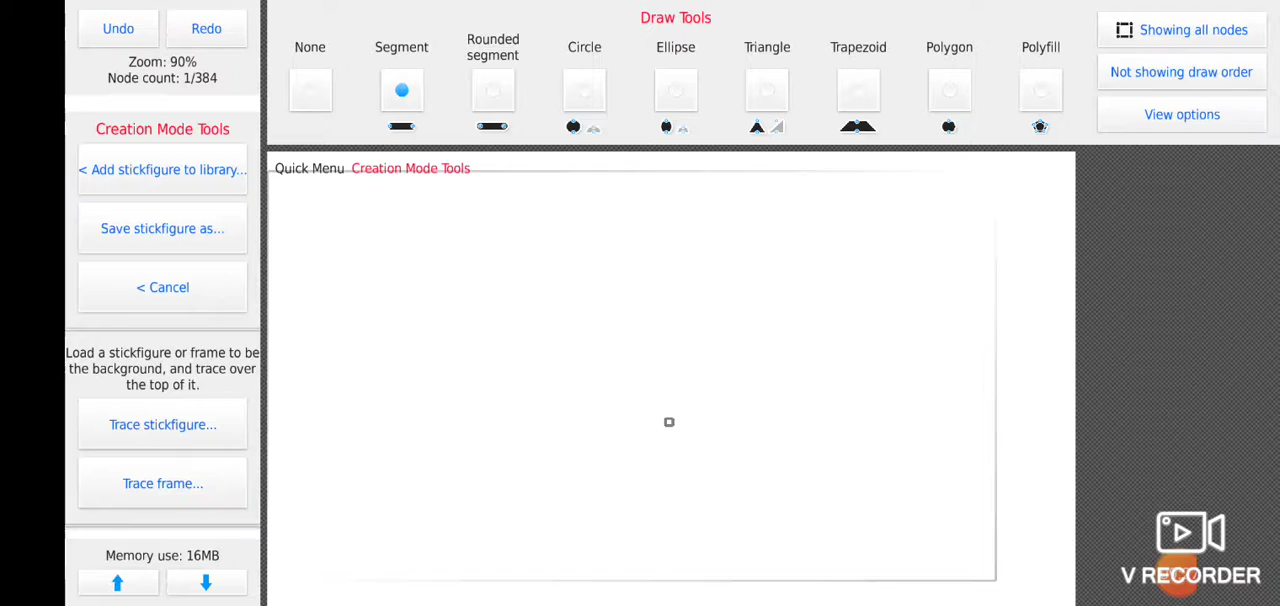 Undo
Redo
Zoom: 90%
Node count: 1/384
Creation Mode Tools
< Add stickfigure to library...
Save stickfigure as...
< Cancel
Load a stickfigure or frame to be
the background, and trace over
the top of it.
Trace stickfigure...
Trace frame...
Memory use: 16MB
Draw Tools
None
Segment
Rounded
segment
Circle
Ellipse
Triangle
Trapezoid
Polygon
Polyfill
Showing all nodes
Not showing draw order
View options
Quick Menu Creation Mode Tools
V RECORDER